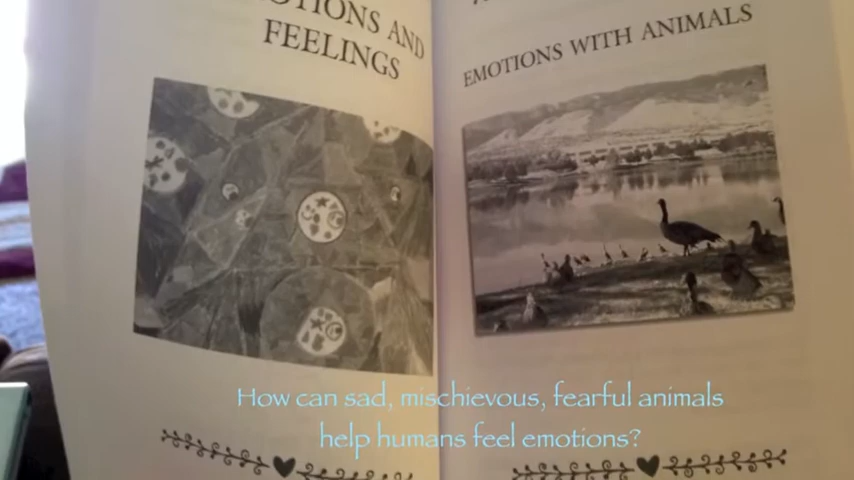 OTIONS AND
FEELINGS
EMOTIONS WITH ANIMALS
How can sad, mischievous, fearful animals
help humans feel emotions?